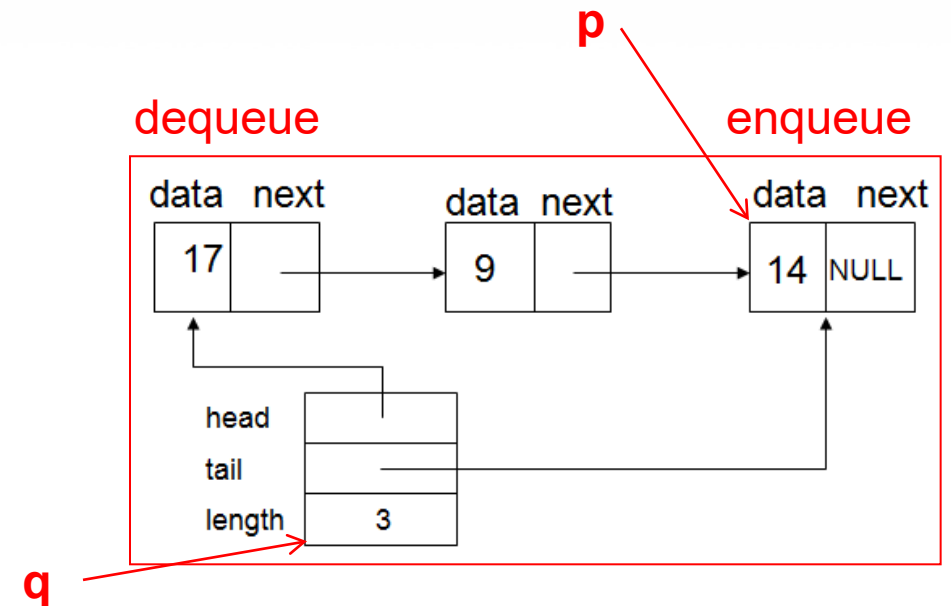 p
dequeue enqueue
data next data next data next
17 9 14 NULL
head
tail
length 3
q